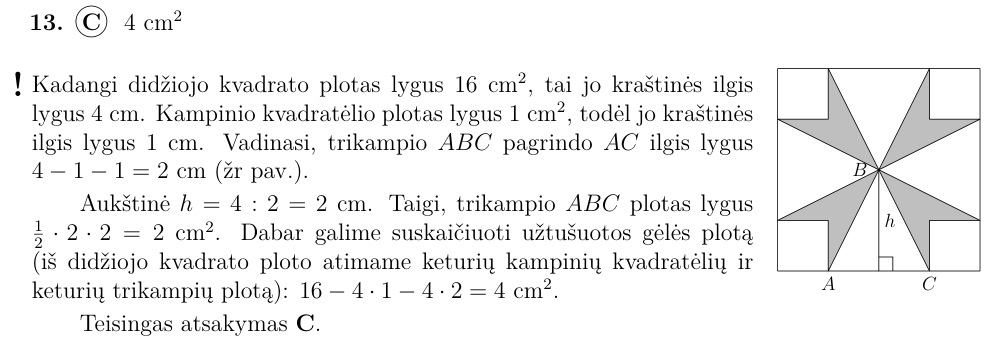 13. Ⓒ 4 cm²
! Kadangi didžiojo kvadrato plotas lygus 16 cm², tai jo kraštinės ilgis
lygus 4 cm. Kampinio kvadratėlio plotas lygus 1 cm², todėl jo kraštinės
ilgis lygus 1 cm. Vadinasi, trikampio ABC pagrindo AC ilgis lygus
4 − 1 − 1 = 2 cm (žr pav.).
Aukštinė h = 4 : 2 = 2 cm. Taigi, trikampio ABC plotas lygus
½ · 2 · 2 = 2 cm². Dabar galime suskaičiuoti užtušuotos gėlės plotą
(iš didžiojo kvadrato ploto atimame keturių kampinių kvadratėlių ir
keturių trikampių plotą): 16 − 4 · 1 − 4 · 2 = 4 cm².
Teisingas atsakymas C.
B
h
A C